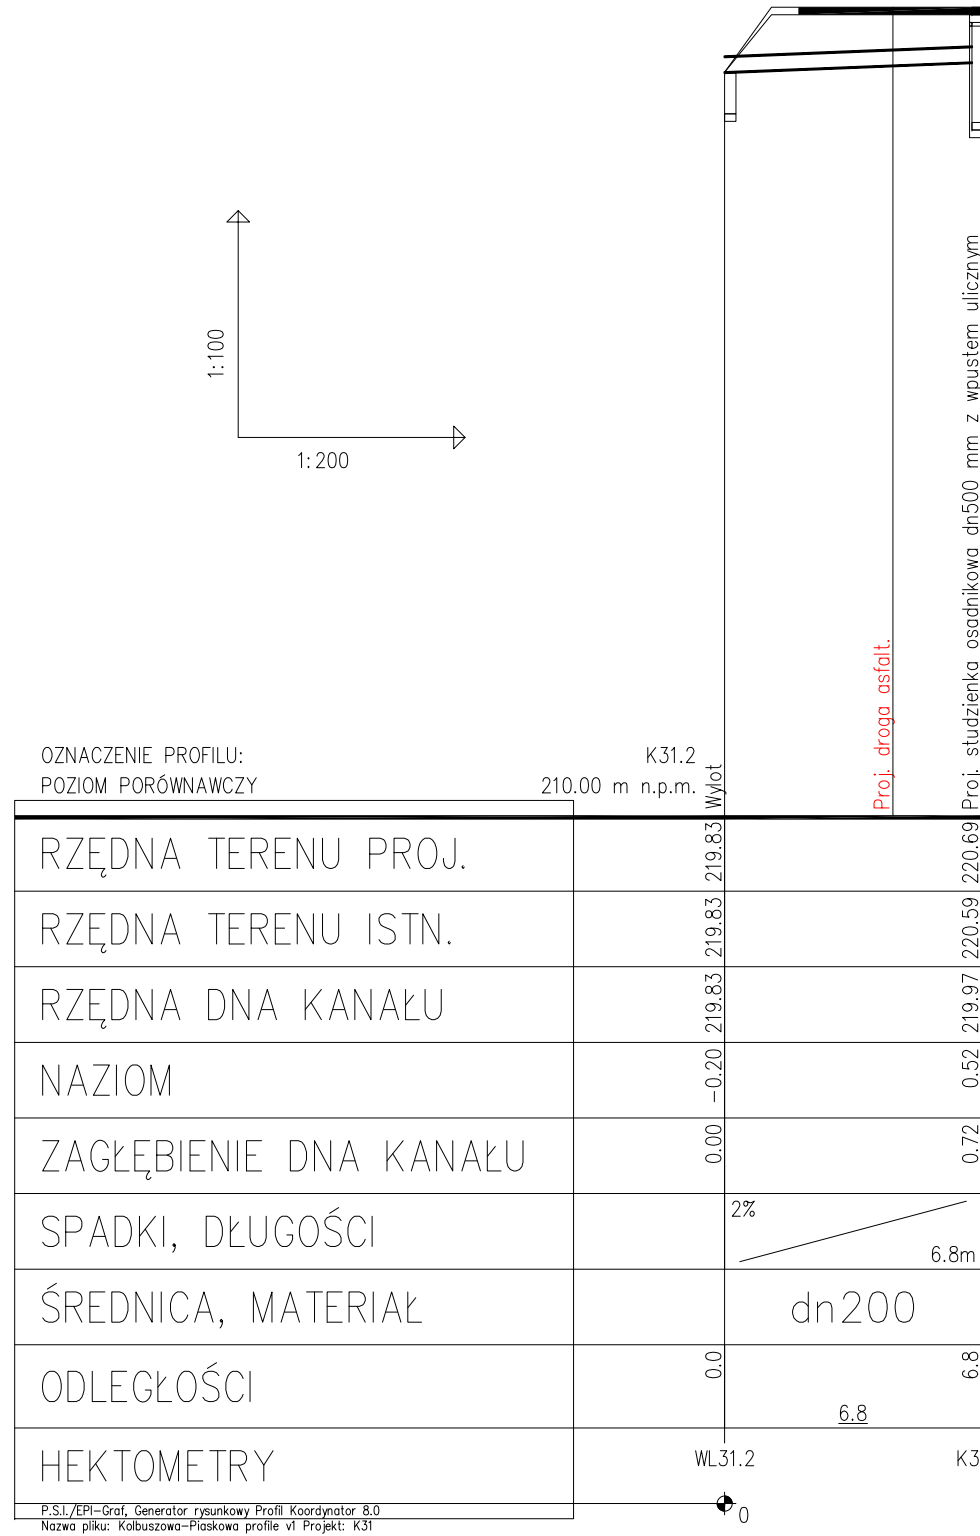 1:100
1:200
Proj. studzienka osadnikowa dn500 mm z wpustem ulicznym
Proj. droga asfalt.
OZNACZENIE PROFILU: K31.2
POZIOM PORÓWNAWCZY 210.00 m n.p.m.
Wylot
RZĘDNA TERENU PROJ. 219.83 220.69
RZĘDNA TERENU ISTN. 219.83 220.59
RZĘDNA DNA KANAŁU 219.83 219.97
NAZIOM -0.20 0.52
ZAGŁĘBIENIE DNA KANAŁU 0.00 0.72
SPADKI, DŁUGOŚCI 2% 6.8m
ŚREDNICA, MATERIAŁ dn200
ODLEGŁOŚCI 0.0 6.8 6.8
HEKTOMETRY WL31.2 K3
0
P.S.I./EPI-Graf, Generator rysunkowy Profil Koordynator 8.0
Nazwa pliku: Kolbuszowa-Piaskowa profile v1 Projekt: K31